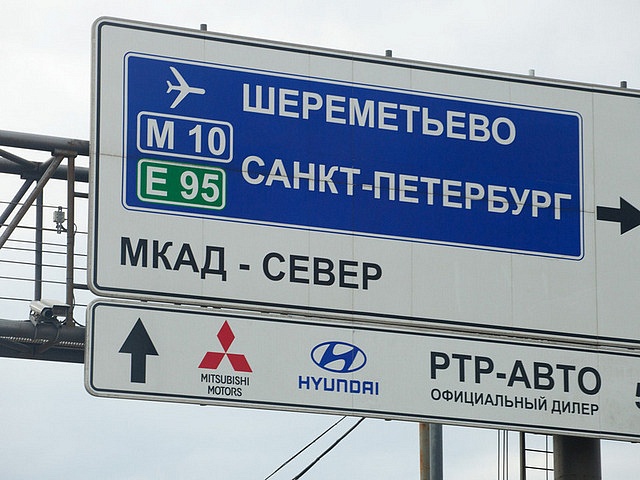 ШЕРЕМЕТЬЕВО
М 10
Е 95
САНКТ-ПЕТЕРБУРГ
МКАД - СЕВЕР
MITSUBISHI
MOTORS
HYUNDAI
РТР-АВТО
ОФИЦИАЛЬНЫЙ ДИЛЕР